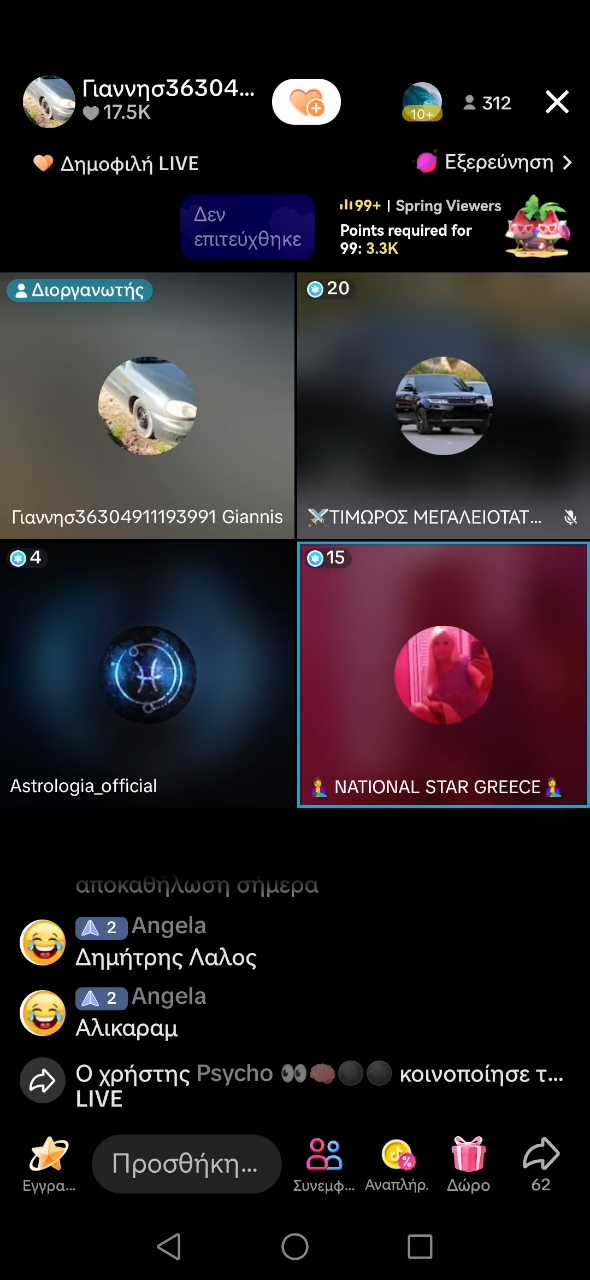 Γιαννησ36304...
17.5K
10+
312
Δημοφιλή LIVE
Εξερεύνηση
Δεν
επιτεύχθηκε
99+ | Spring Viewers
Points required for
99: 3.3K
Διοργανωτής
20
Γιαννησ36304911193991 Giannis
ΤΙΜΩΡΟΣ ΜΕΓΑΛΕΙΟΤΑΤ...
4
15
Astrologia_official
NATIONAL STAR GREECE
αποκαθήλωση σήμερα
2 Angela
Δημήτρης Λαλος
2 Angela
Αλικαραμ
Ο χρήστης Psycho 👀🧠⚫⚫ κοινοποίησε τ...
LIVE
Εγγρα...
Προσθήκη...
Συνεμφ...
Αναπλήρ.
Δώρο
62